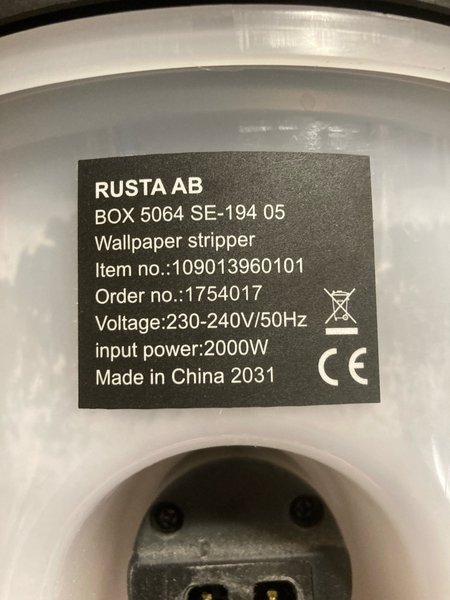 RUSTA AB
BOX 5064 SE-194 05
Wallpaper stripper
Item no.:109013960101
Order no.:1754017
Voltage:230-240V/50Hz
input power:2000W
Made in China 2031
CE